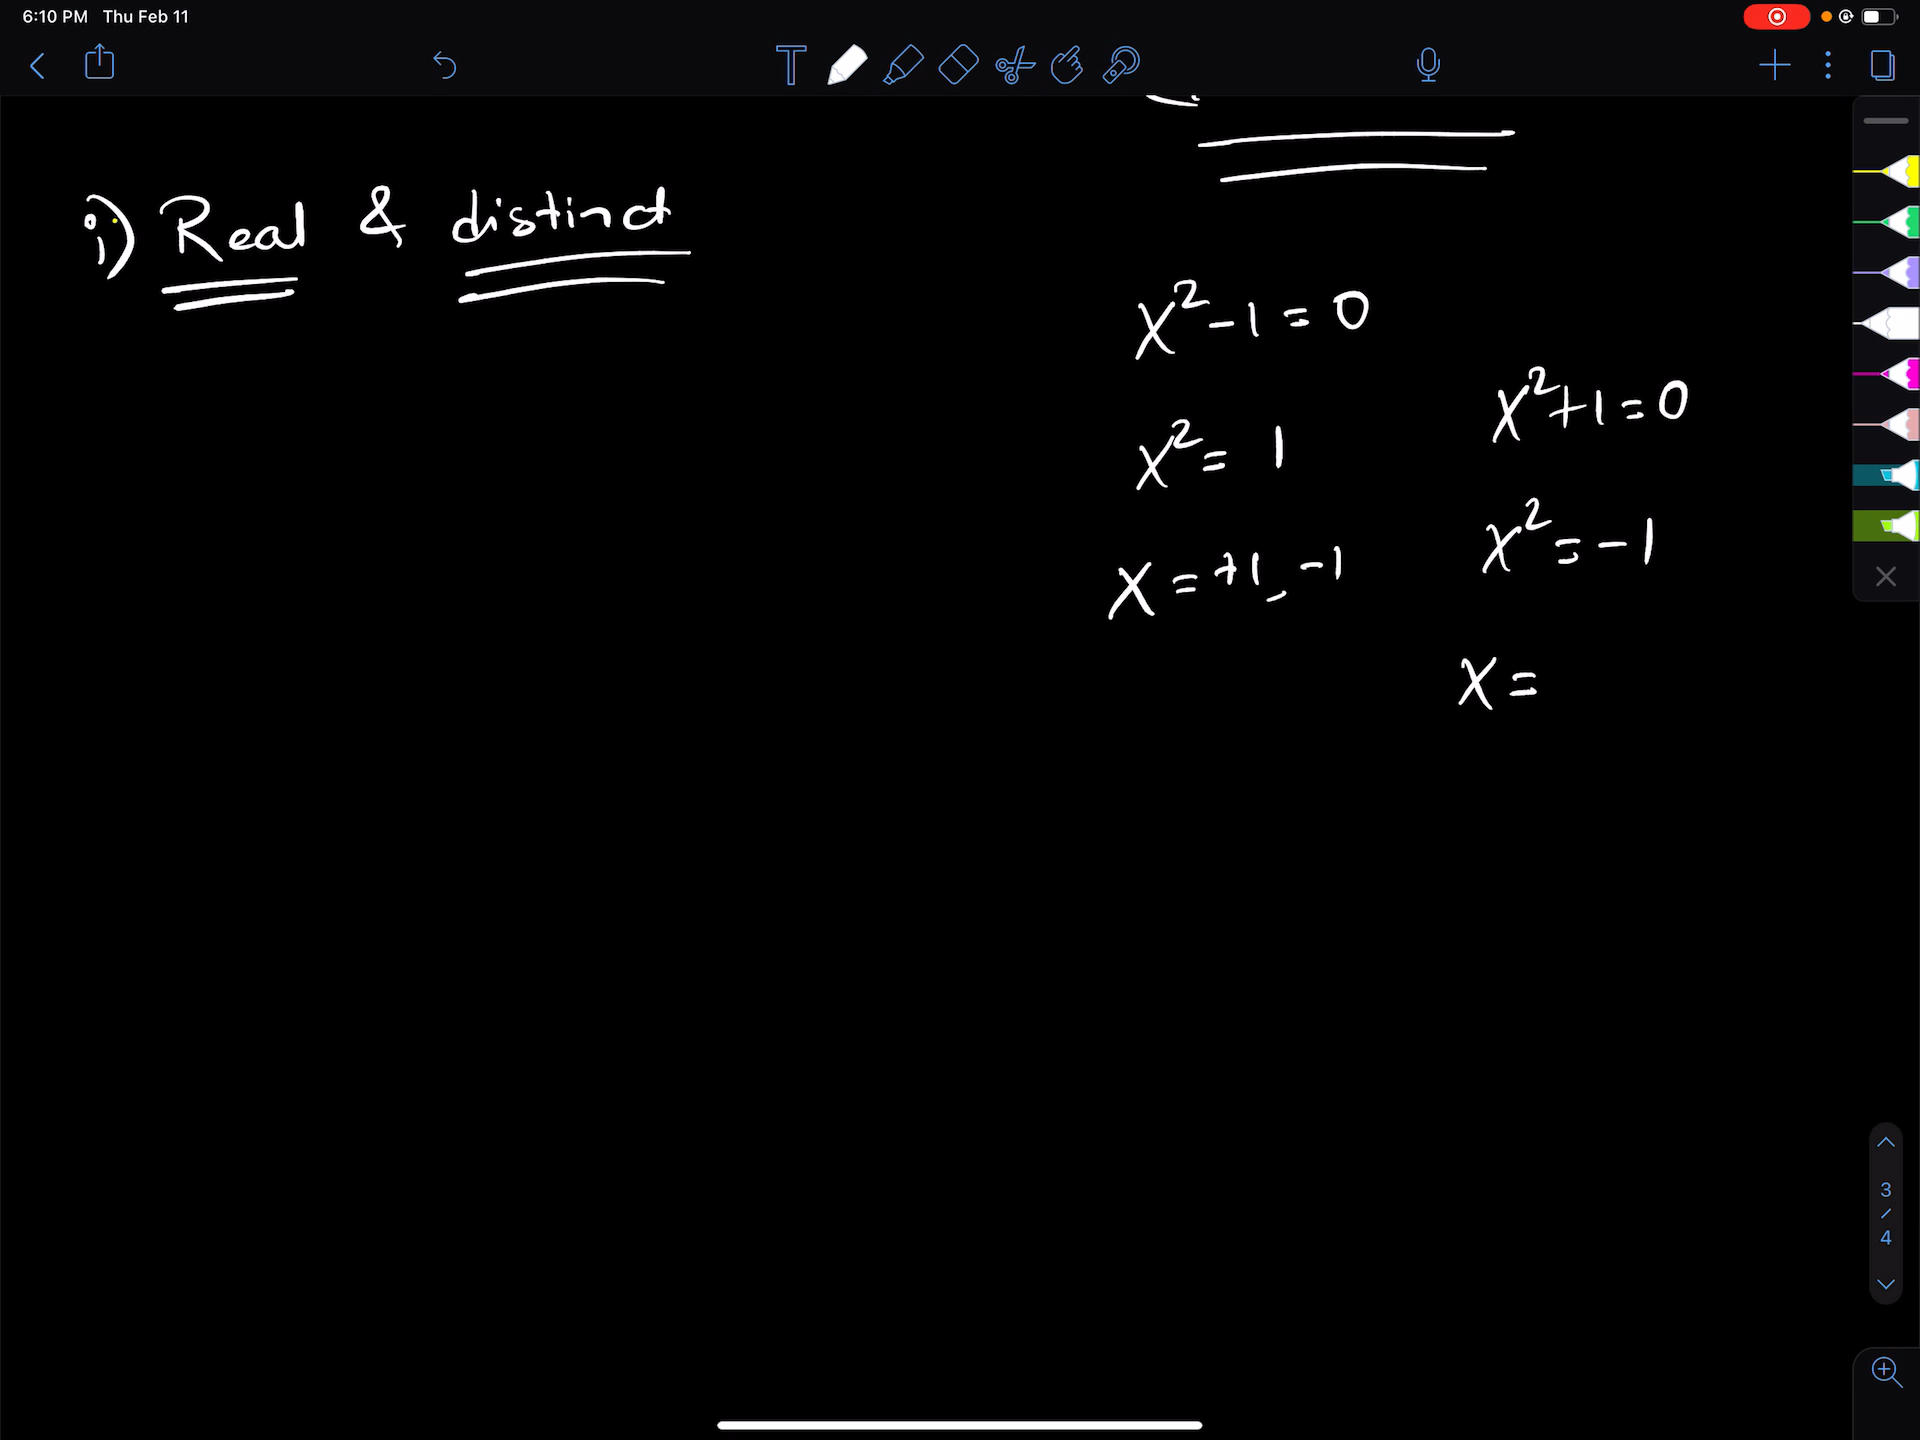 6:10 PM Thu Feb 11
i) Real & distinct
x² - 1 = 0
x² = 1
x = +1, -1
x² + 1 = 0
x² = -1
x =
3
/
4